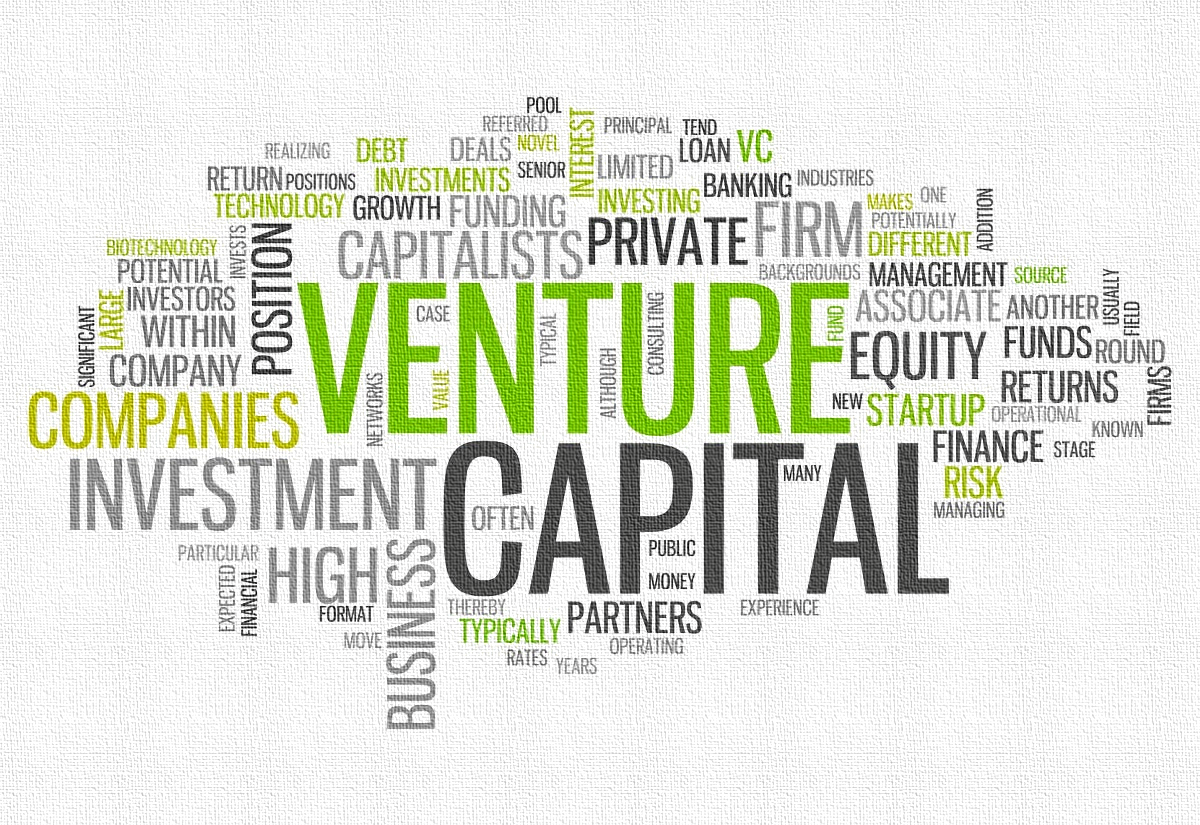 POOL
REFERRED
INTEREST
PRINCIPAL
TEND
REALIZING
DEBT
DEALS
NOVEL
LOAN
VC
SENIOR
LIMITED
RETURN
POSITIONS
INVESTMENTS
BANKING
INDUSTRIES
TECHNOLOGY
GROWTH
FUNDING
INVESTING
FIRM
MAKES
ONE
ADDITION
POTENTIALLY
BIOTECHNOLOGY
INVESTS
POSITION
CAPITALISTS
PRIVATE
DIFFERENT
POTENTIAL
BACKGROUNDS
MANAGEMENT
SOURCE
SIGNIFICANT
LARGE
INVESTORS
ASSOCIATE
ANOTHER
USUALLY
FIELD
WITHIN
VENTURE
CASE
TYPICAL
CONSULTING
FUND
EQUITY
FUNDS
ROUND
COMPANY
NETWORKS
VALUE
ALTHOUGH
RETURNS
FIRMS
COMPANIES
NEW
STARTUP
OPERATIONAL
KNOWN
FINANCE
STAGE
INVESTMENT
CAPITAL
MANY
RISK
OFTEN
MANAGING
PARTICULAR
HIGH
BUSINESS
PUBLIC
EXPECTED
FINANCIAL
MONEY
FORMAT
THEREBY
PARTNERS
EXPERIENCE
MOVE
TYPICALLY
OPERATING
RATES
YEARS